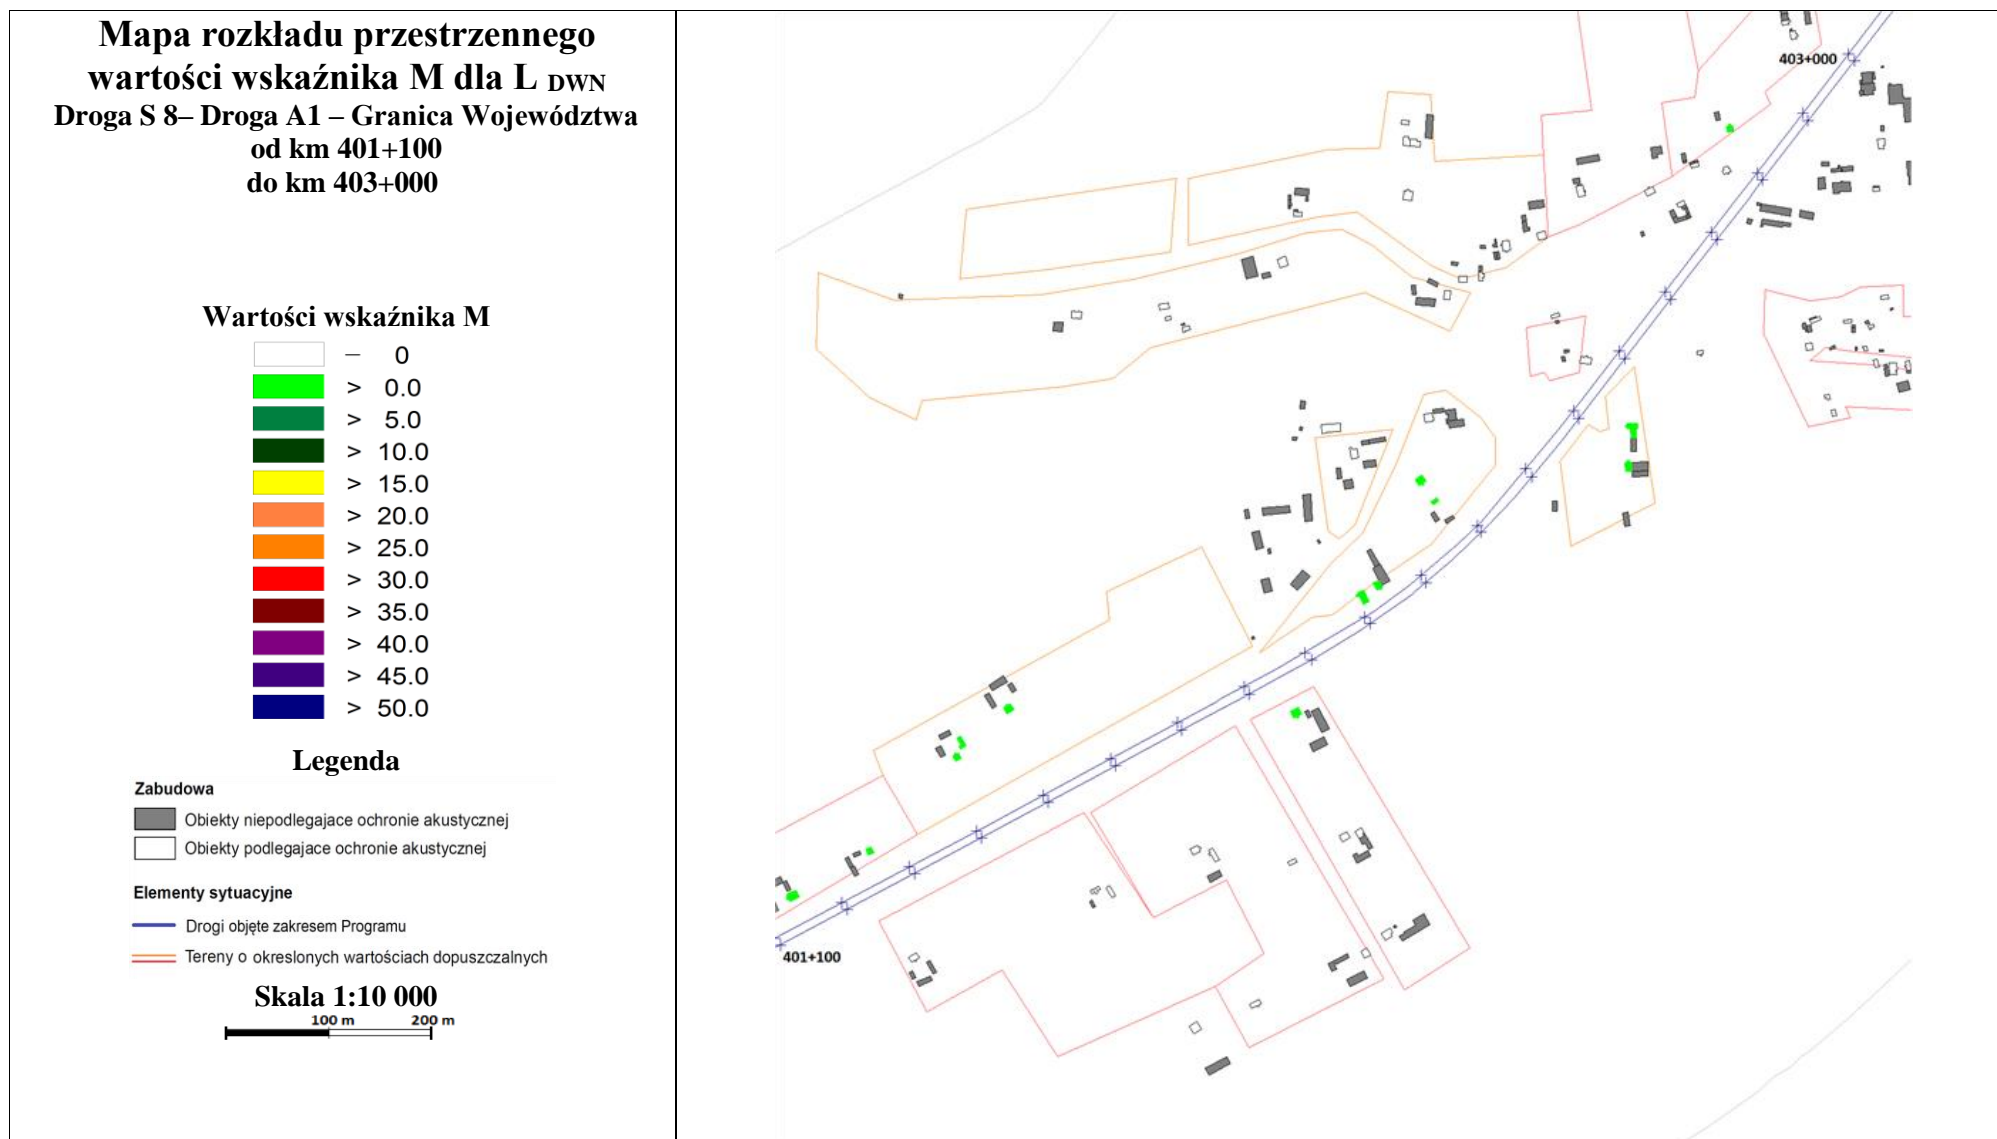 Mapa rozkładu przestrzennego
wartości wskaźnika M dla L DWN
Droga S 8– Droga A1 – Granica Województwa
od km 401+100
do km 403+000
Wartości wskaźnika M
– 0
> 0.0
> 5.0
> 10.0
> 15.0
> 20.0
> 25.0
> 30.0
> 35.0
> 40.0
> 45.0
> 50.0
Legenda
Zabudowa
Obiekty niepodlegajace ochronie akustycznej
Obiekty podlegajace ochronie akustycznej
Elementy sytuacyjne
Drogi objęte zakresem Programu
Tereny o okreslonych wartościach dopuszczalnych
Skala 1:10 000
100 m 200 m
403+000
401+100